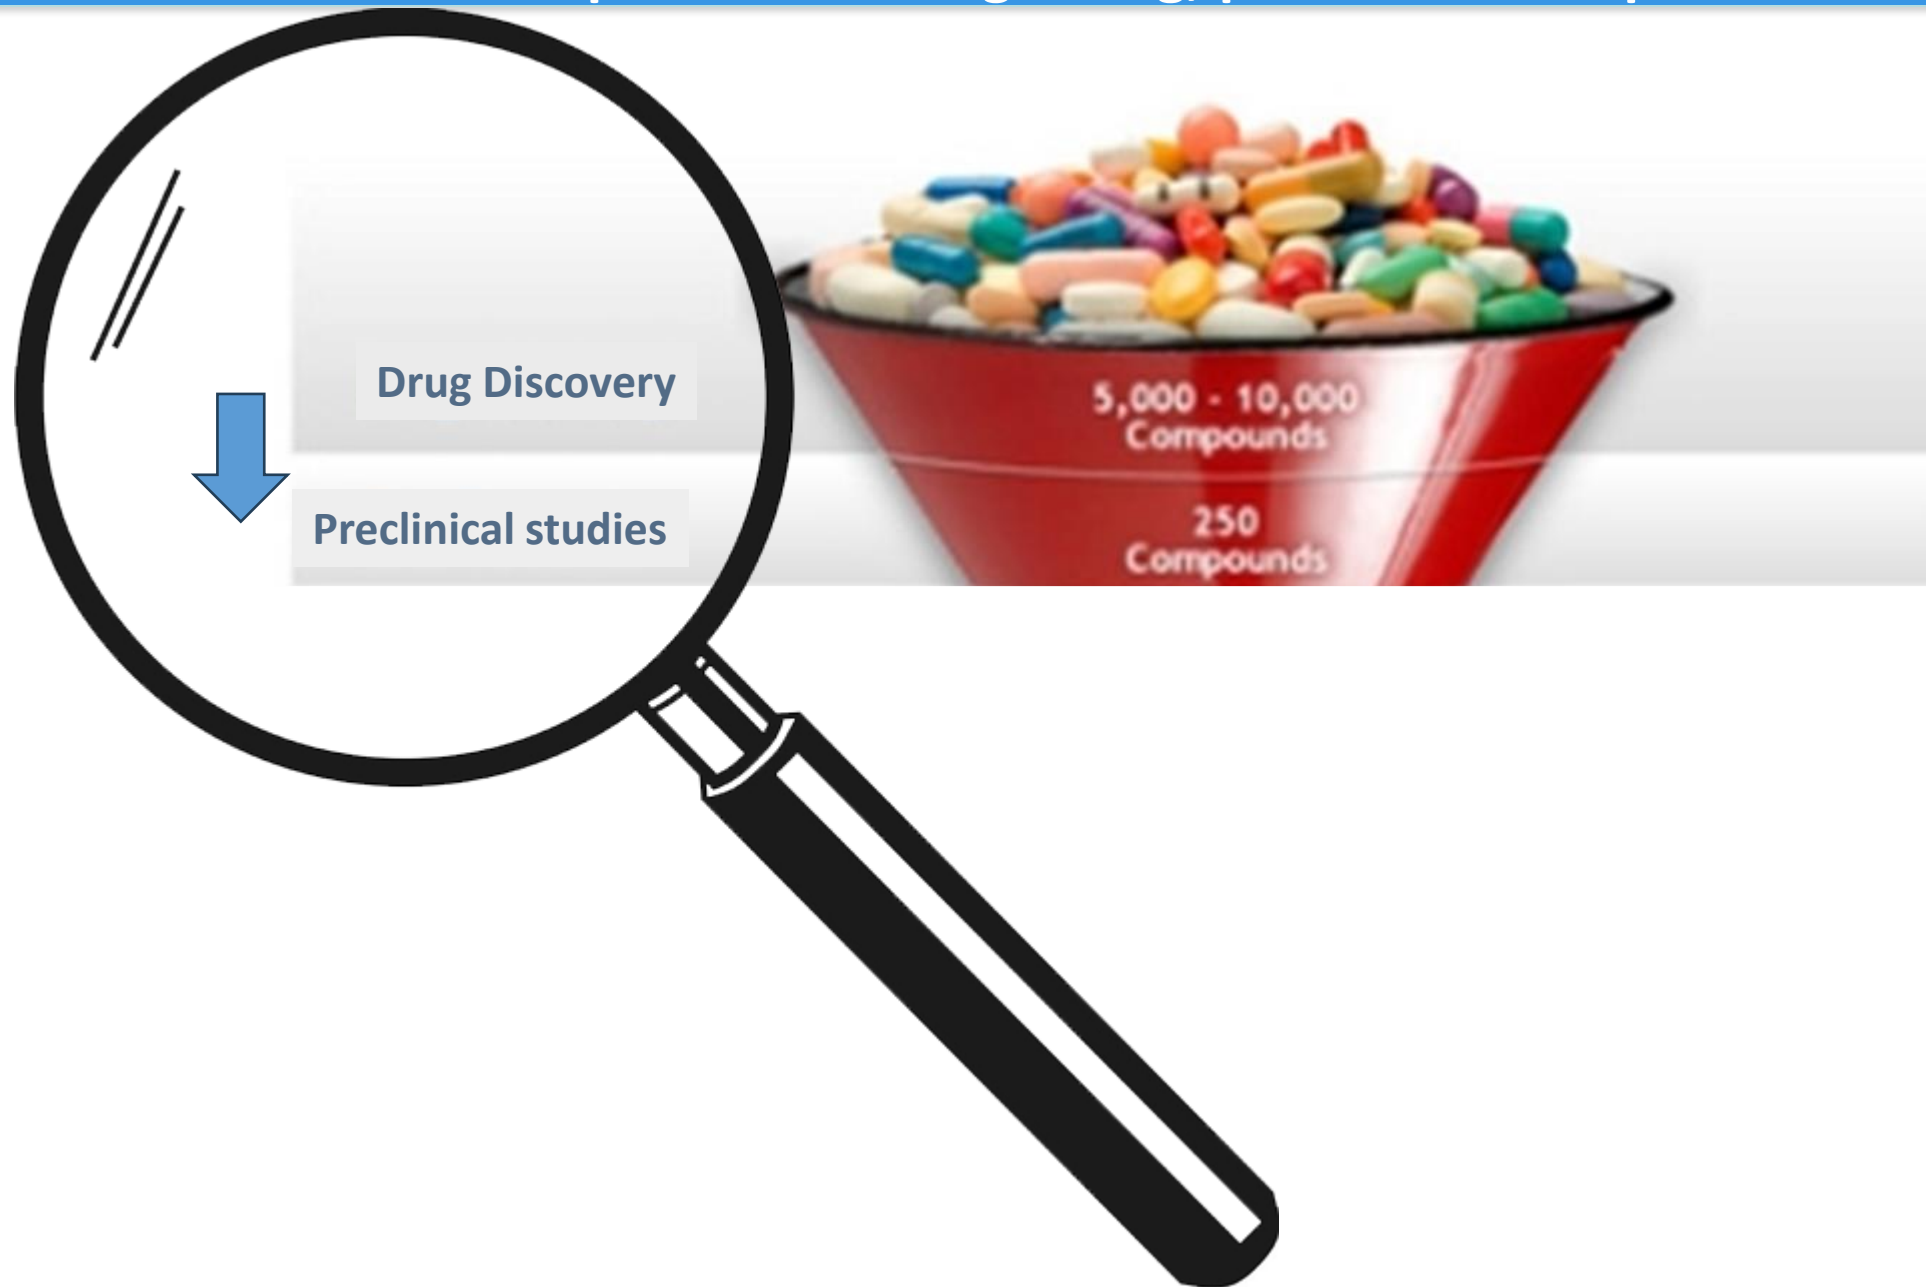 Drug Discovery
5,000 - 10,000
Compounds
Preclinical studies
250
Compounds